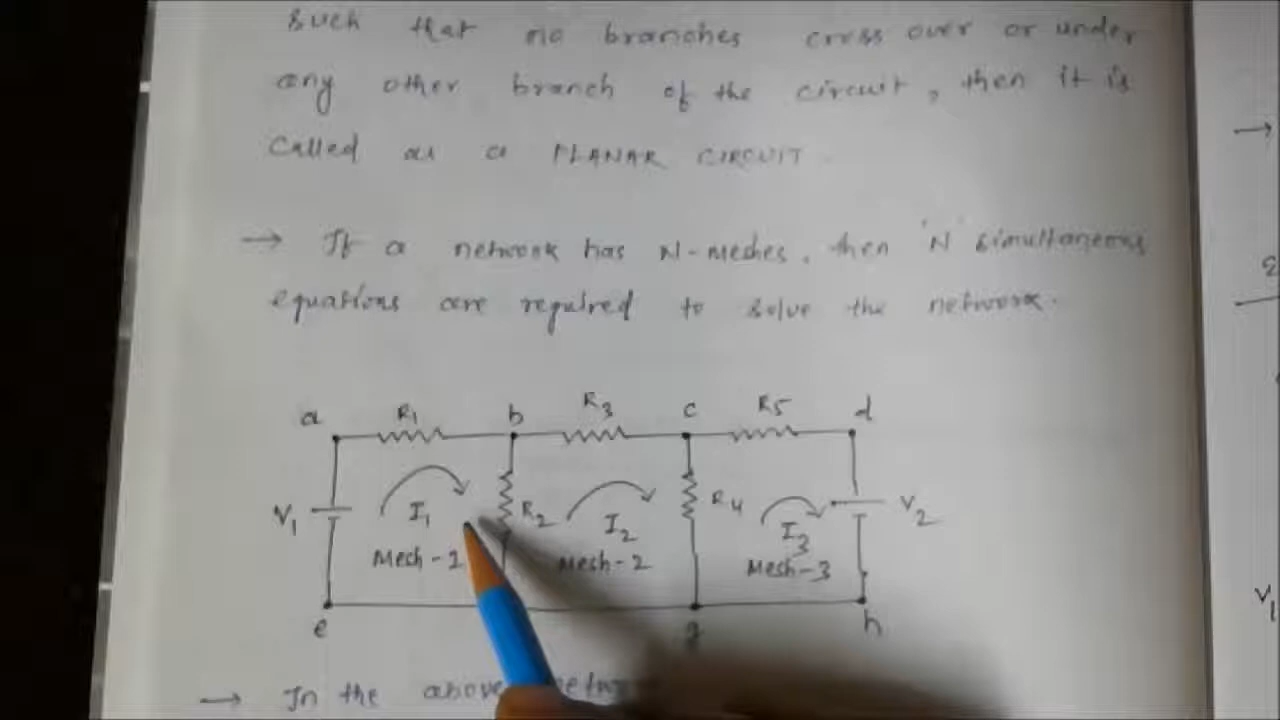 such that no branches cross over or under
any other branch of the circuit, then it is
called as a PLANAR CIRCUIT.
→ If a network has N-meshes, then 'N' simultaneous
equations are required to solve the network.
a R1 b R3 c R5 d
V1 I1 R2 I2 R4 I3 V2
Mesh-1 Mesh-2 Mesh-3
e g h
→ In the above
V1